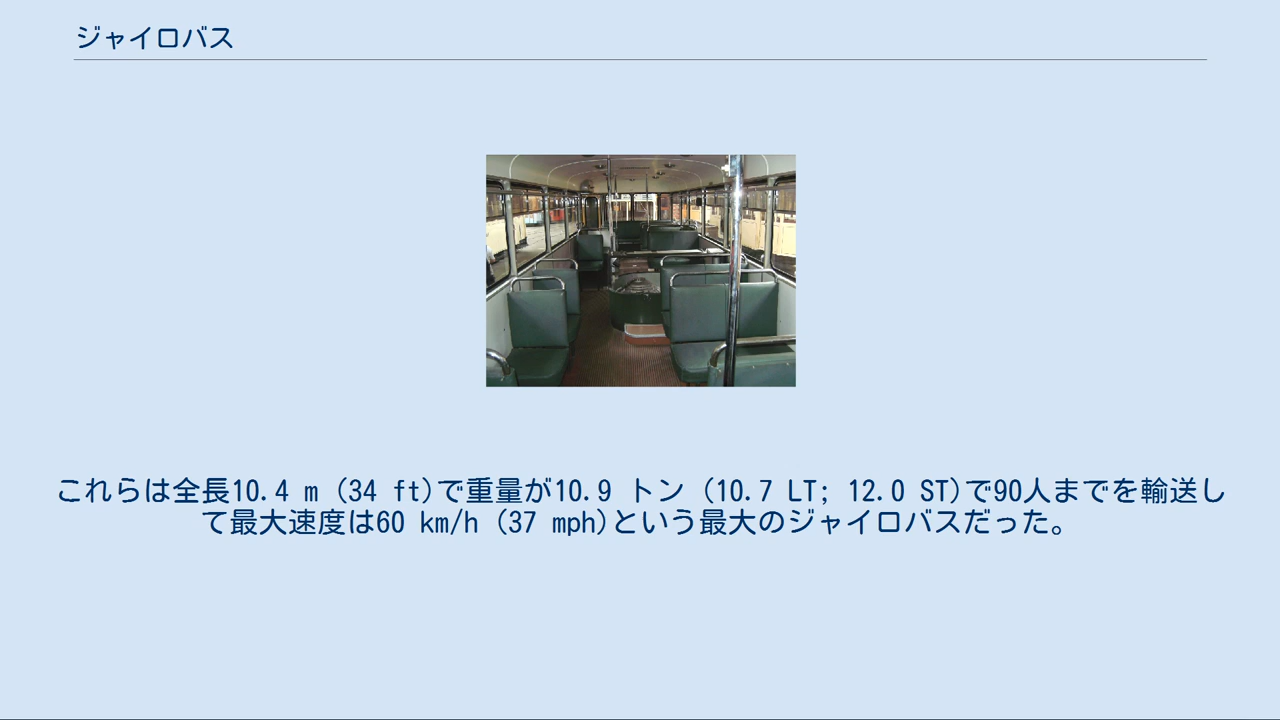 ジャイロバス
これらは全長10.4 m (34 ft)で重量が10.9 トン (10.7 LT; 12.0 ST)で90人までを輸送し
て最大速度は60 km/h (37 mph)という最大のジャイロバスだった。